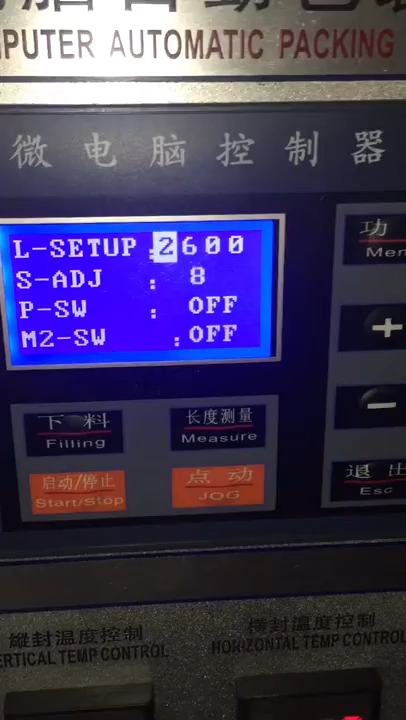 PUTER AUTOMATIC PACKING
微电脑控制器
L-SETUP :2600
S-ADJ : 8
P-SW : OFF
M2-SW :OFF
功
Men
+
−
下料
Filling
长度测量
Measure
启动/停止
Start/Stop
点动
JOG
退出
Esc
縱封温度控制
ERTICAL TEMP CONTROL
横封温度控制
HORIZONTAL TEMP CONTROL